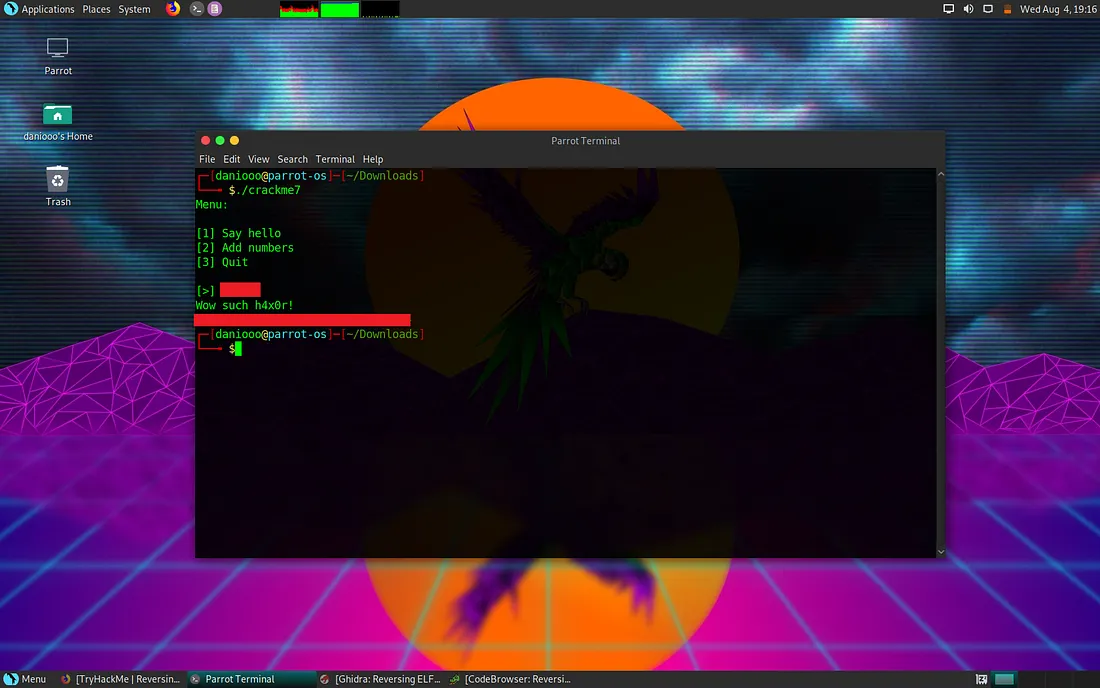 Applications Places System Wed Aug 4, 19:16
Parrot
daniooo's Home
Trash
Parrot Terminal
File Edit View Search Terminal Help
┌─[daniooo@parrot-os]─[~/Downloads]
└──╼ $./crackme7
Menu:
[1] Say hello
[2] Add numbers
[3] Quit
[>]
Wow such h4x0r!
┌─[daniooo@parrot-os]─[~/Downloads]
└──╼ $
Menu [TryHackMe | Reversin... Parrot Terminal [Ghidra: Reversing ELF... [CodeBrowser: Reversi...